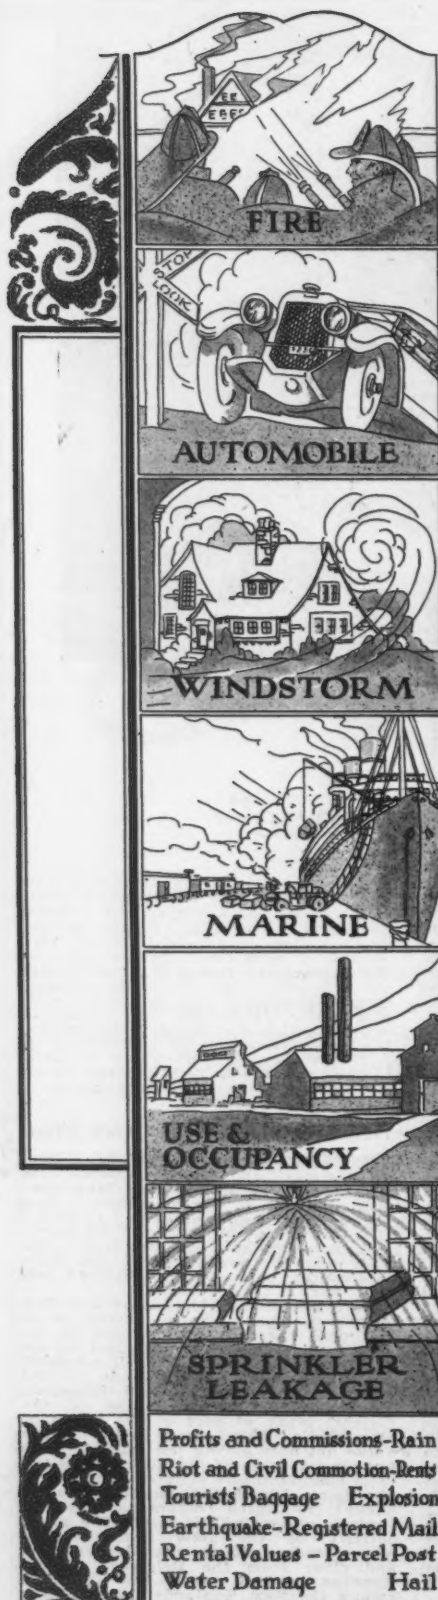 FIRE
STOP
LOOK
AUTOMOBILE
WINDSTORM
MARINE
USE &
OCCUPANCY
SPRINKLER
LEAKAGE
Profits and Commissions-Rain
Riot and Civil Commotion-Rents
Tourists Baggage Explosion
Earthquake-Registered Mail
Rental Values - Parcel Post
Water Damage Hail